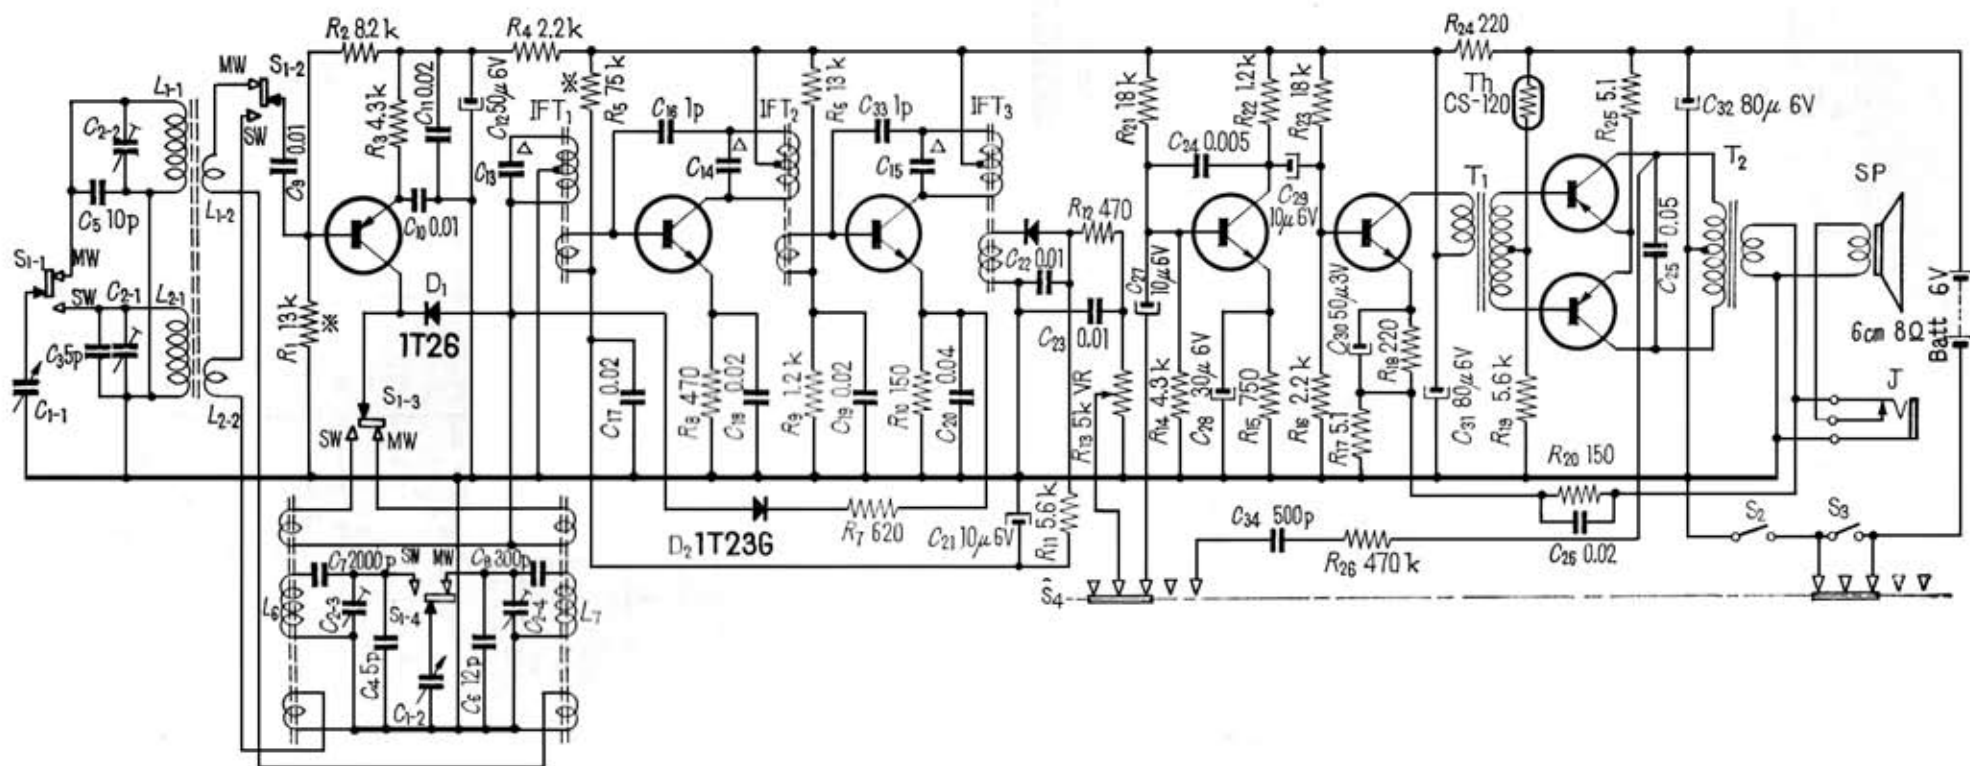 R2 8.2k
R4 2.2k
R24 220
MW
S1-2
L1-1
C2-2
SW
C9 0.01
R3 4.3k
C11 0.02
C12 50μ 6V
IFT1
△
C13
※
R5 75k
C16 1p
△
C14
IFT2
R6 13k
C33 1p
△
C15
IFT3
R21 18k
C24 0.005
R22 1.2k
R23 18k
Th
CS-120
R25 5.1
C32 80μ 6V
C5 10p
L1-2
C10 0.01
R12 470
C29
10μ 6V
T1
C25 0.05
T2
SP
S1-1
MW
SW
C2-1
L2-1
C3 5p
C1-1
L2-2
R1 13k
※
D1
1T26
C22 0.01
C23 0.01
C27 10μ 6V
C30 50μ3V
R18 220
6cm 8Ω
Batt 6V
S1-3
SW
MW
C17 0.02
R8 470
C18 0.02
R9 1.2k
C19 0.02
R10 150
C20 0.04
R13 5k VR
R14 4.3k
C28 30μ 6V
R15 750
R16 2.2k
R17 5.1
C31 80μ 6V
R19 5.6k
J
R20 150
C26 0.02
D2 1T23G
R7 620
C21 10μ 6V
R11 5.6k
C34 500p
R26 470k
S2
S3
S4
C7 2000p
SW
MW
C8 300p
L6
C2-3
S1-4
C2-4
L7
C4 5p
C1-2
C6 12p